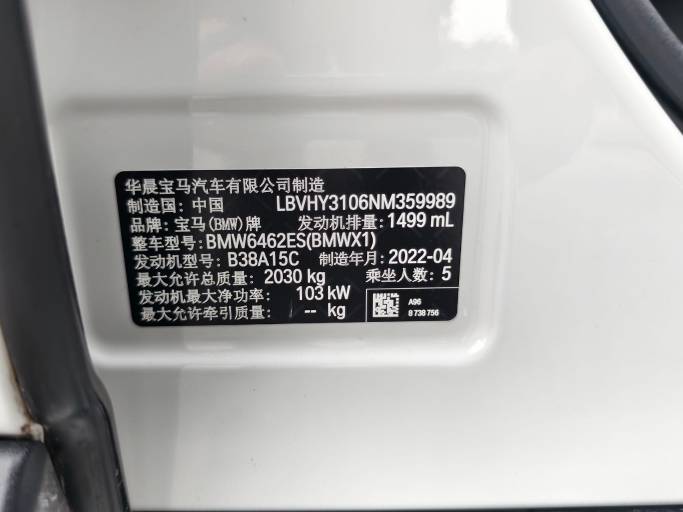 华晨宝马汽车有限公司制造
制造国：中国 LBVHY3106NM359989
品牌：宝马(BMW)牌 发动机排量：1499 mL
整车型号：BMW6462ES(BMWX1)
发动机型号：B38A15C 制造年月：2022-04
最大允许总质量：2030 kg 乘坐人数：5
发动机最大净功率：103 kW
最大允许牵引质量：-- kg
A96
8 738 756